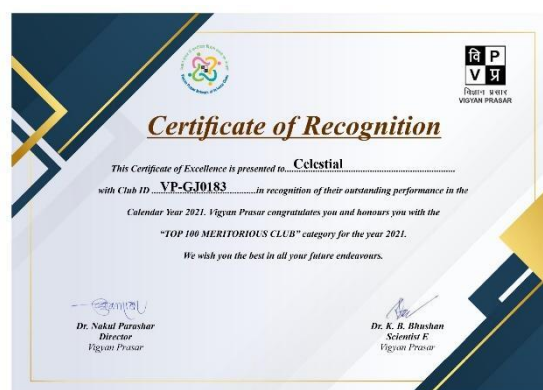 वि P
V प्र
विज्ञान प्रसार
VIGYAN PRASAR
Certificate of Recognition
This Certificate of Excellence is presented to Celestial
with Club ID VP-GJ0183 in recognition of their outstanding performance in the
Calendar Year 2021. Vigyan Prasar congratulates you and honours you with the
“TOP 100 MERITORIOUS CLUB” category for the year 2021.
We wish you the best in all your future endeavours.
Dr. Nakul Parashar
Director
Vigyan Prasar
Dr. K. B. Bhushan
Scientist E
Vigyan Prasar